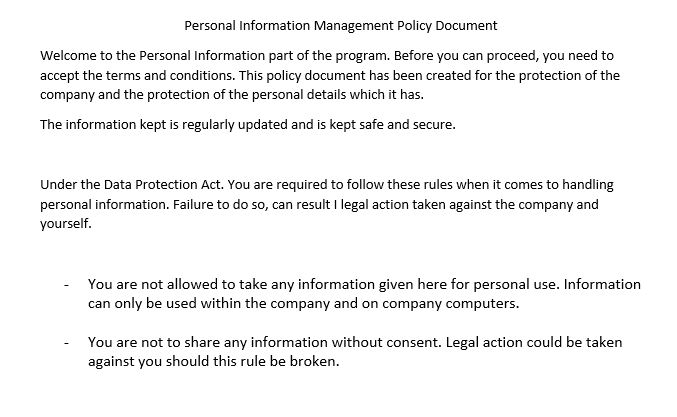 Personal Information Management Policy Document
Welcome to the Personal Information part of the program. Before you can proceed, you need to
accept the terms and conditions. This policy document has been created for the protection of the
company and the protection of the personal details which it has.
The information kept is regularly updated and is kept safe and secure.
Under the Data Protection Act. You are required to follow these rules when it comes to handling
personal information. Failure to do so, can result I legal action taken against the company and
yourself.
- You are not allowed to take any information given here for personal use. Information
can only be used within the company and on company computers.
- You are not to share any information without consent. Legal action could be taken
against you should this rule be broken.